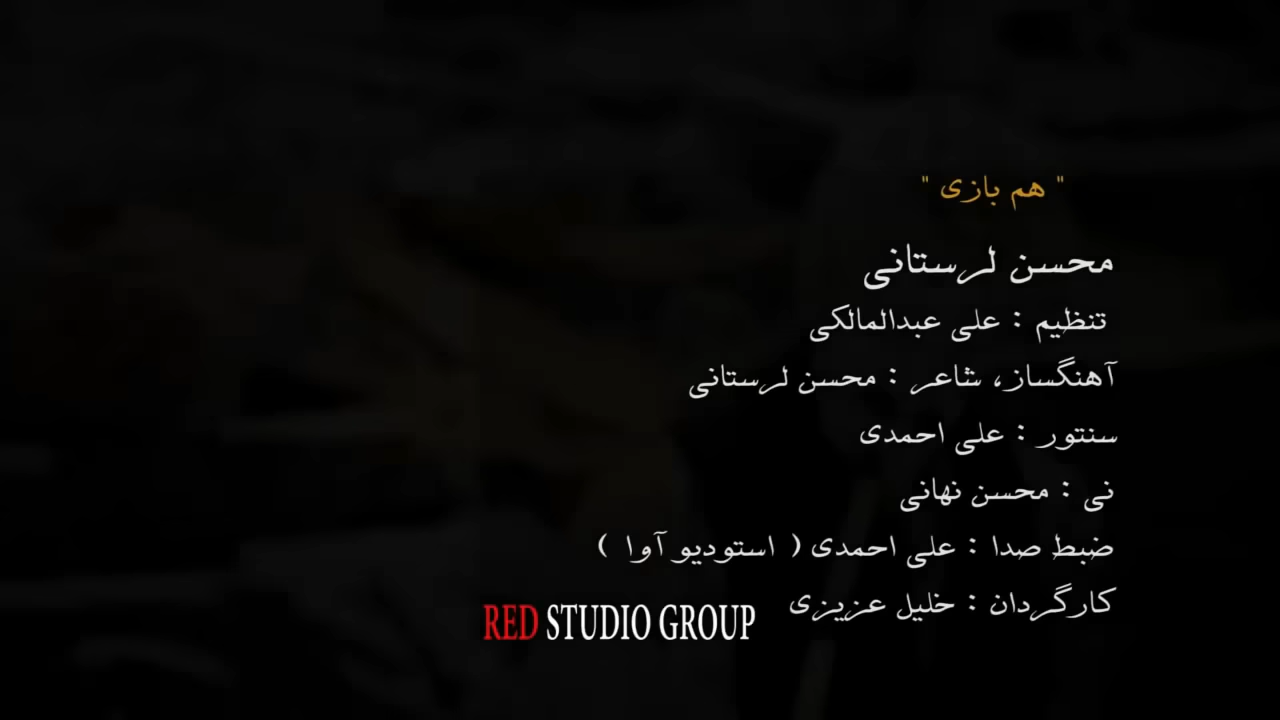 " هم بازی "
محسن لرستانی
تنظیم : علی عبدالمالکی
آهنگساز، شاعر : محسن لرستانی
سنتور : علی احمدی
نی : محسن نهانی
ضبط صدا : علی احمدی ( استودیو آوا )
کارگردان : خلیل عزیزی
RED STUDIO GROUP